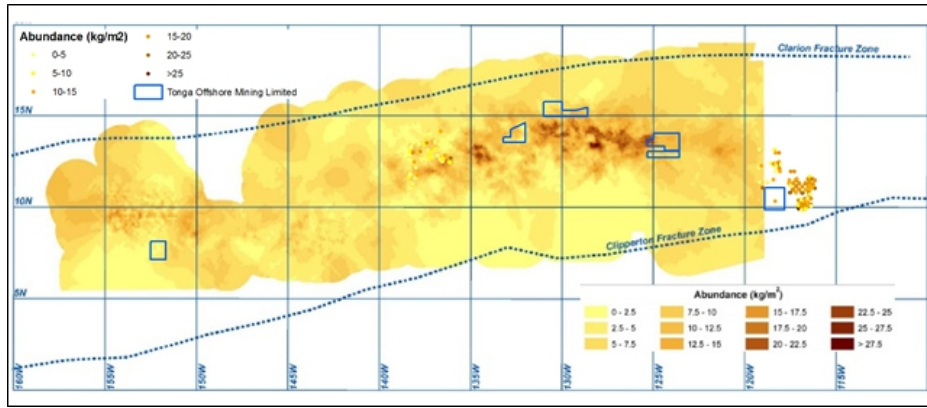 Abundance (kg/m2)
0-5
5-10
10-15
15-20
20-25
>25
Tonga Offshore Mining Limited
Clarion Fracture Zone
15N
10N
Clipperton Fracture Zone
5N
Abundance (kg/m²)
0 - 2.5
2.5 - 5
5 - 7.5
7.5 - 10
10 - 12.5
12.5 - 15
15 - 17.5
17.5 - 20
20 - 22.5
22.5 - 25
25 - 27.5
> 27.5
160W
155W
150W
145W
140W
135W
130W
125W
120W
115W